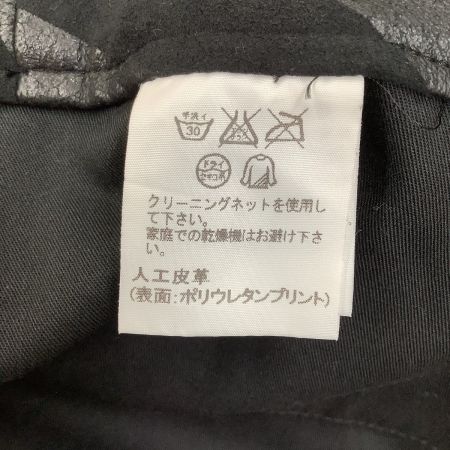 手洗イ
30
ドライ
セキユ系
クリーニングネットを使用し
て下さい。
家庭での乾燥機はお避け下さ
い。
人工皮革
(表面:ポリウレタンプリント)